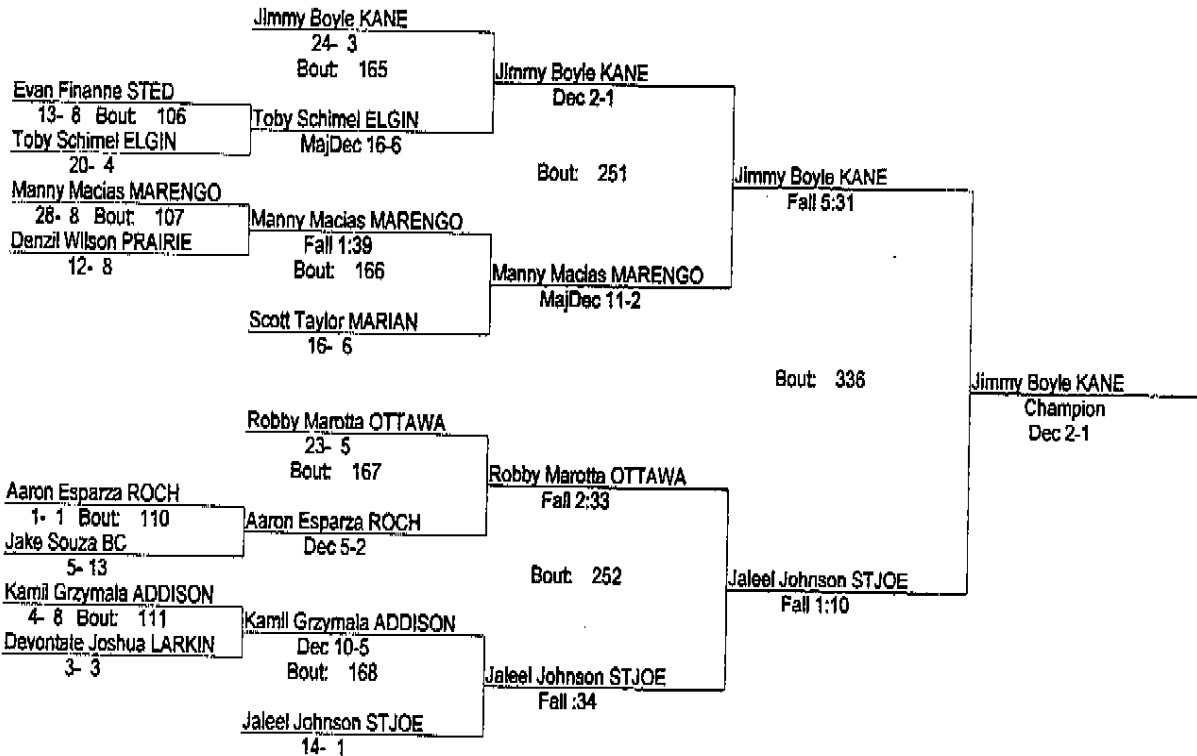 Jimmy Boyle KANE
24- 3
Bout: 165
Jimmy Boyle KANE
Dec 2-1
Evan Finanne STED
13- 8 Bout: 106
Toby Schimel ELGIN
MajDec 16-6
Toby Schimel ELGIN
20- 4
Bout: 251
Jimmy Boyle KANE
Fall 5:31
Manny Macias MARENGO
28- 8 Bout: 107
Manny Macias MARENGO
Fall 1:39
Denzil Wilson PRAIRIE
12- 8
Bout: 166
Manny Macias MARENGO
MajDec 11-2
Scott Taylor MARIAN
16- 6
Bout: 336
Jimmy Boyle KANE
Champion
Dec 2-1
Robby Marotta OTTAWA
23- 5
Bout: 167
Robby Marotta OTTAWA
Fall 2:33
Aaron Esparza ROCH
1- 1 Bout: 110
Aaron Esparza ROCH
Dec 5-2
Jake Souza BC
5- 13
Bout: 252
Jaleel Johnson STJOE
Fall 1:10
Kamil Grzymala ADDISON
4- 8 Bout: 111
Kamil Grzymala ADDISON
Dec 10-5
Devontate Joshua LARKIN
3- 3
Bout: 168
Jaleel Johnson STJOE
Fall :34
Jaleel Johnson STJOE
14- 1